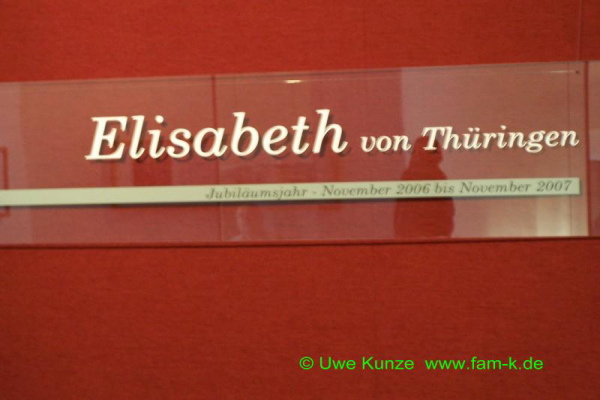 Elisabeth von Thüringen
Jubiläumsjahr - November 2006 bis November 2007
© Uwe Kunze www.fam-k.de